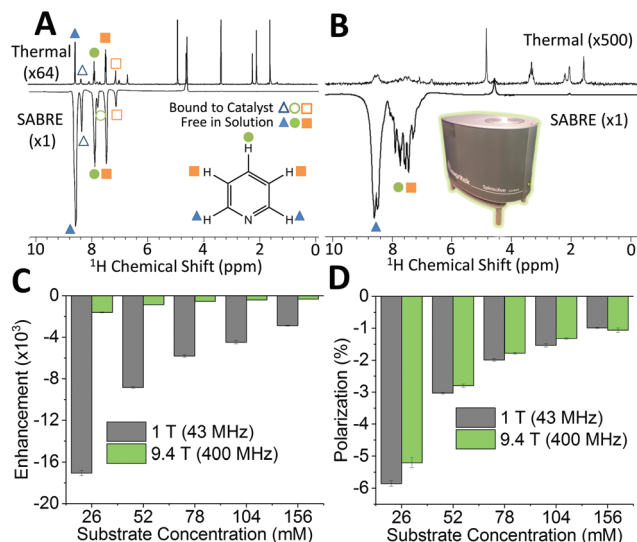 A
Thermal
(x64)
SABRE
(x1)
Bound to Catalyst
Free in Solution
H
H
H
H
H
N
10
8
6
4
2
0
¹H Chemical Shift (ppm)
B
Thermal (x500)
SABRE
(x1)
10
8
6
4
2
0
¹H Chemical Shift (ppm)
C
Enhancement (x10³)
0
-4
-8
-12
-16
-20
1 T (43 MHz)
9.4 T (400 MHz)
26
52
78
104
156
Substrate Concentration (mM)
D
Polarization (%)
0
-1
-2
-3
-4
-5
-6
1 T (43 MHz)
9.4 T (400 MHz)
26
52
78
104
156
Substrate Concentration (mM)